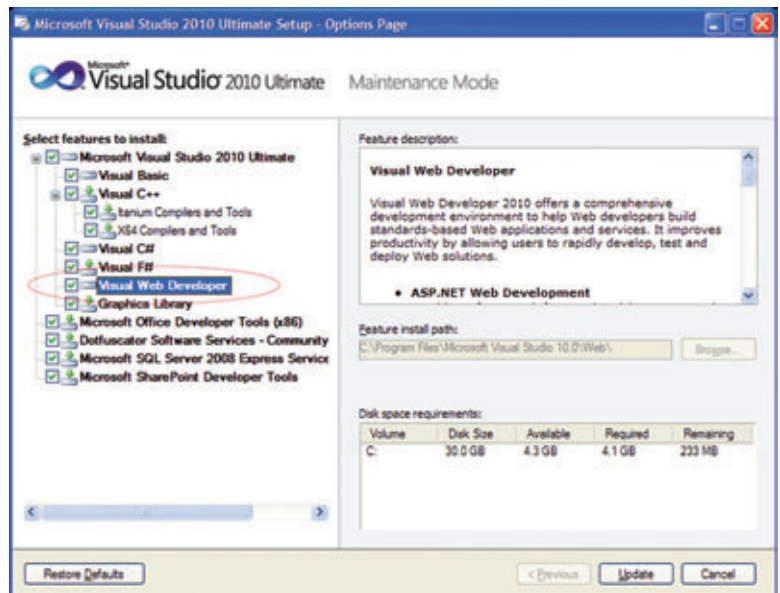 Microsoft Visual Studio 2010 Ultimate Setup - Options Page
Microsoft
Visual Studio 2010 Ultimate
Maintenance Mode
Select features to install:
Microsoft Visual Studio 2010 Ultimate
Visual Basic
Visual C++
Itanium Compilers and Tools
X64 Compilers and Tools
Visual C#
Visual F#
Visual Web Developer
Graphics Library
Microsoft Office Developer Tools (x86)
Dotfuscator Software Services - Community
Microsoft SQL Server 2008 Express Service
Microsoft SharePoint Developer Tools
Feature description:
Visual Web Developer
Visual Web Developer 2010 offers a comprehensive
development environment to help Web developers build
standards-based Web applications and services. It improves
productivity by allowing users to rapidly develop, test and
deploy Web solutions.
• ASP.NET Web Development
Feature install path:
C:\Program Files\Microsoft Visual Studio 10.0\Web\
Browse...
Disk space requirements:
Volume Disk Size Available Required Remaining
C: 30.0 GB 4.3 GB 4.1 GB 233 MB
Restore Defaults
< Previous
Update
Cancel